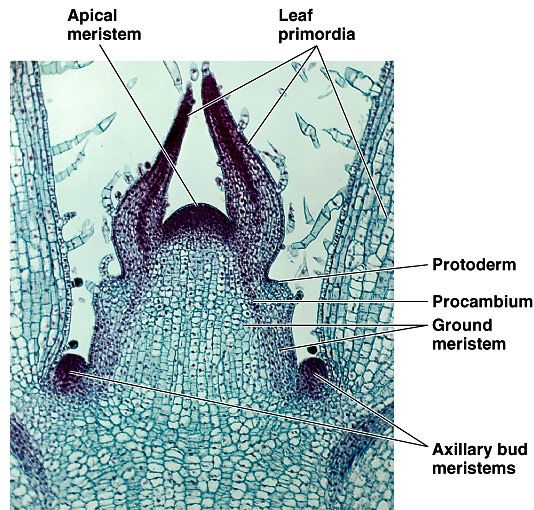 Apical
meristem
Leaf
primordia
Protoderm
Procambium
Ground
meristem
Axillary bud
meristems